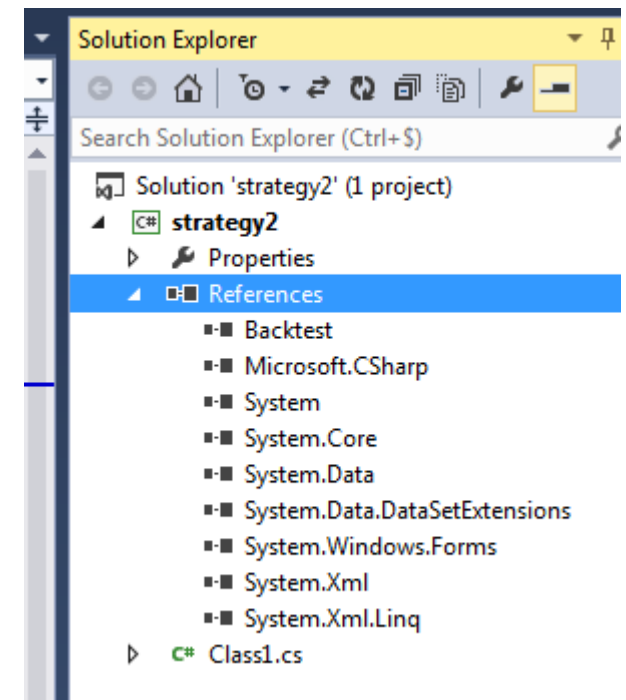 Solution Explorer
Search Solution Explorer (Ctrl+$)
Solution 'strategy2' (1 project)
C# strategy2
Properties
References
Backtest
Microsoft.CSharp
System
System.Core
System.Data
System.Data.DataSetExtensions
System.Windows.Forms
System.Xml
System.Xml.Linq
C# Class1.cs